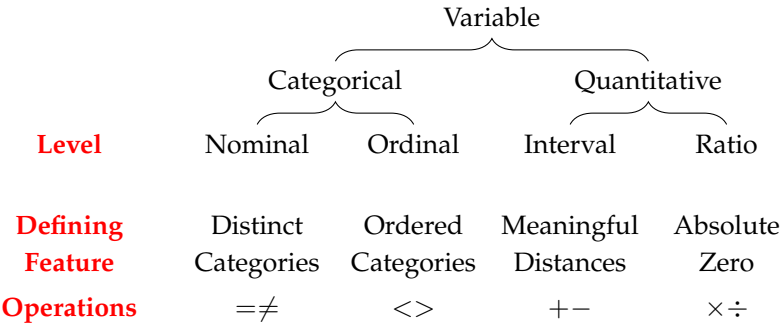 Variable
Categorical Quantitative
Level Nominal Ordinal Interval Ratio
Defining Distinct Ordered Meaningful Absolute
Feature Categories Categories Distances Zero
Operations =≠ <> +− ×÷